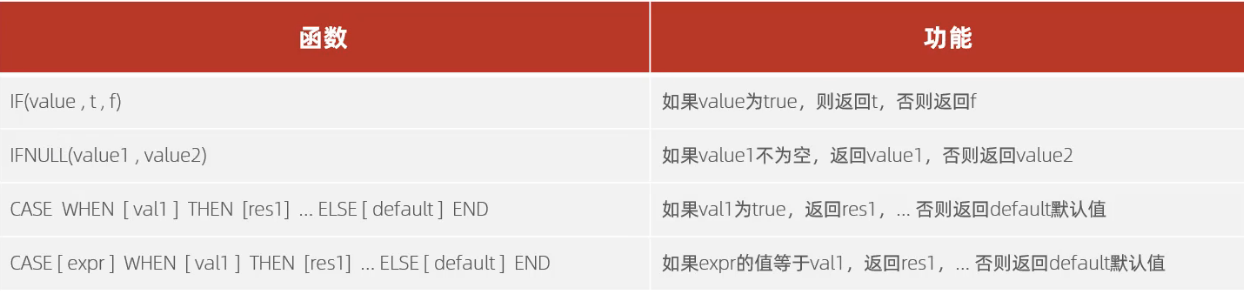 函数 功能
IF(value , t , f) 如果value为true，则返回t，否则返回f
IFNULL(value1 , value2) 如果value1不为空，返回value1，否则返回value2
CASE WHEN [ val1 ] THEN [res1] ... ELSE [ default ] END 如果val1为true，返回res1，... 否则返回default默认值
CASE [ expr ] WHEN [ val1 ] THEN [res1] ... ELSE [ default ] END 如果expr的值等于val1，返回res1，... 否则返回default默认值